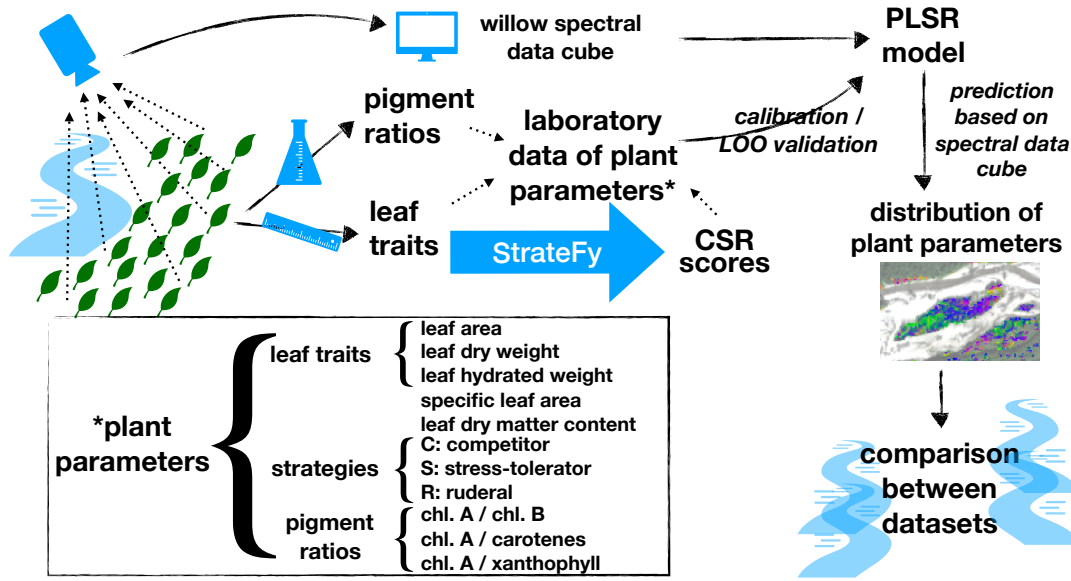 willow spectral
data cube
PLSR
model
pigment
ratios
laboratory
data of plant
parameters*
calibration /
LOO validation
prediction
based on
spectral data
cube
leaf
traits
StrateFy
CSR
scores
distribution of
plant parameters
*plant
parameters
leaf traits
leaf area
leaf dry weight
leaf hydrated weight
specific leaf area
leaf dry matter content
strategies
C: competitor
S: stress-tolerator
R: ruderal
pigment
ratios
chl. A / chl. B
chl. A / carotenes
chl. A / xanthophyll
comparison
between
datasets